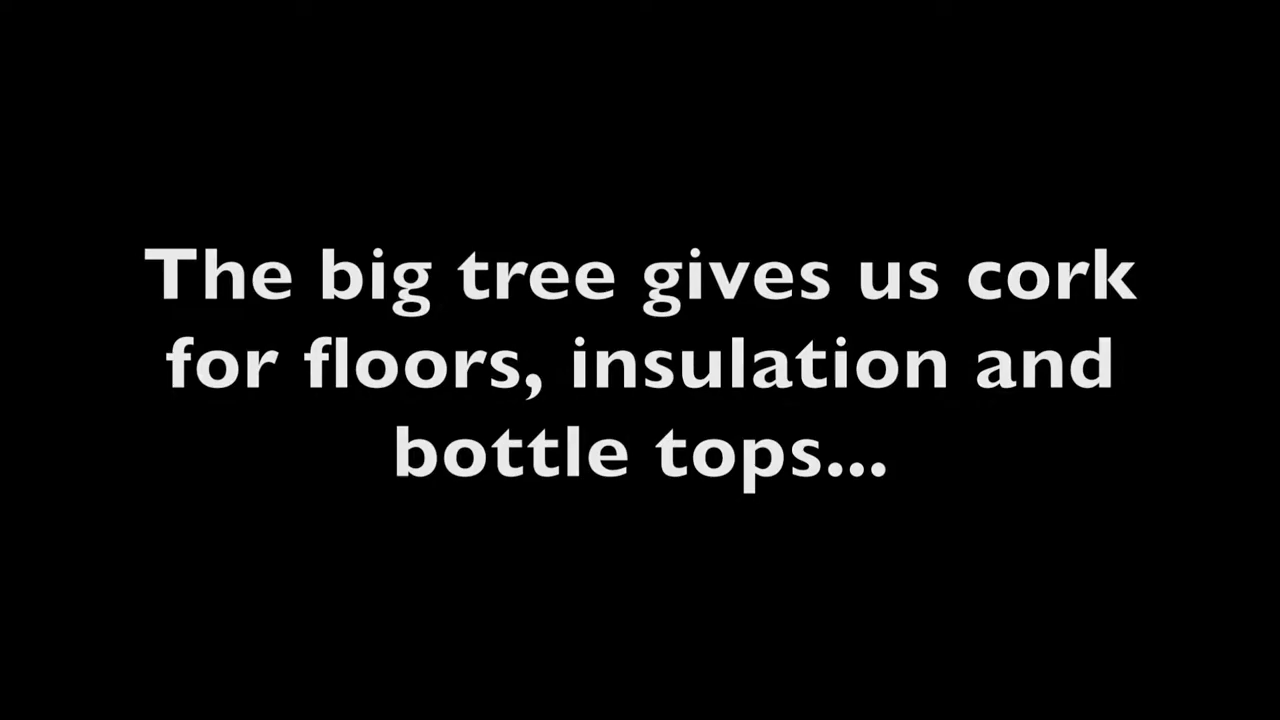 The big tree gives us cork
for floors, insulation and
bottle tops...